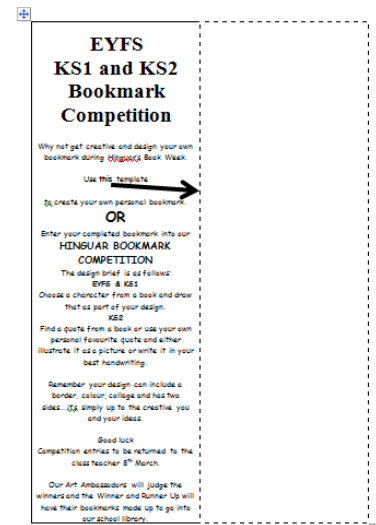 EYFS
KS1 and KS2
Bookmark
Competition
Why not get creative and design your own
bookmark during Hinguar's Book Week.
Use this template
to create your own personal bookmark.
OR
Enter your completed bookmark into our
HINGUAR BOOKMARK
COMPETITION
The design brief is as follows:
EYFS & KS1
Choose a character from a book and draw
that as part of your design.
KS2
Find a quote from a book or use your own
personal favourite quote and either
illustrate it as a picture or write it in your
best handwriting.
Remember your design can include a
border, colour, collage and has two
sides...it's simply up to the creative you
and your ideas.
Good luck
Competition entries to be returned to the
class teacher 8th March.
Our Art Ambassadors will judge the
winners and the Winner and Runner Up will
have their bookmarks made up to go into
our school library.